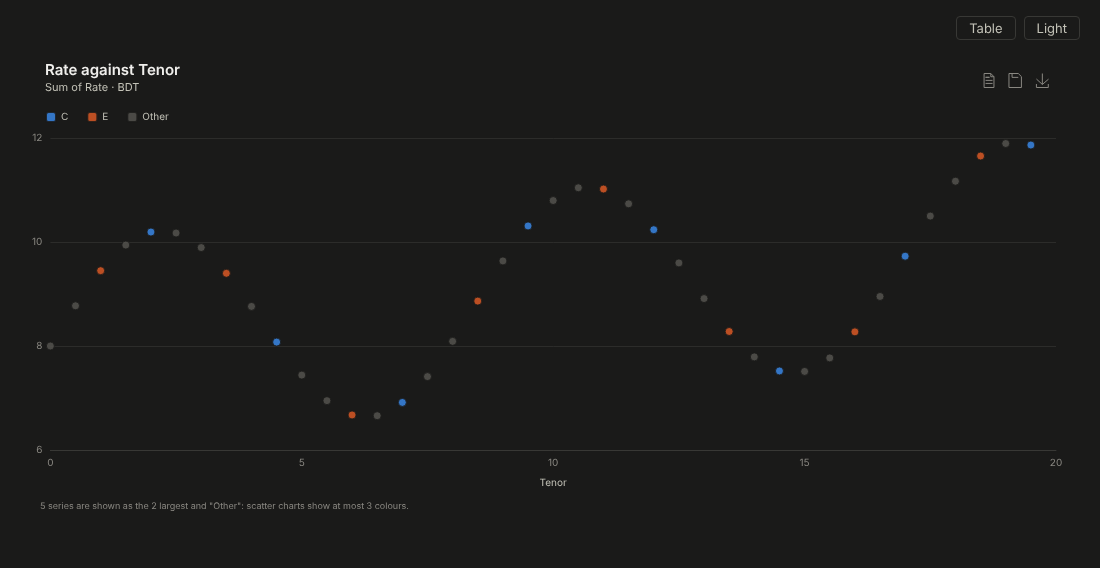 Table Light
Rate against Tenor
Sum of Rate · BDT
C E Other
12
10
8
6
0 5 10 15 20
Tenor
5 series are shown as the 2 largest and "Other": scatter charts show at most 3 colours.